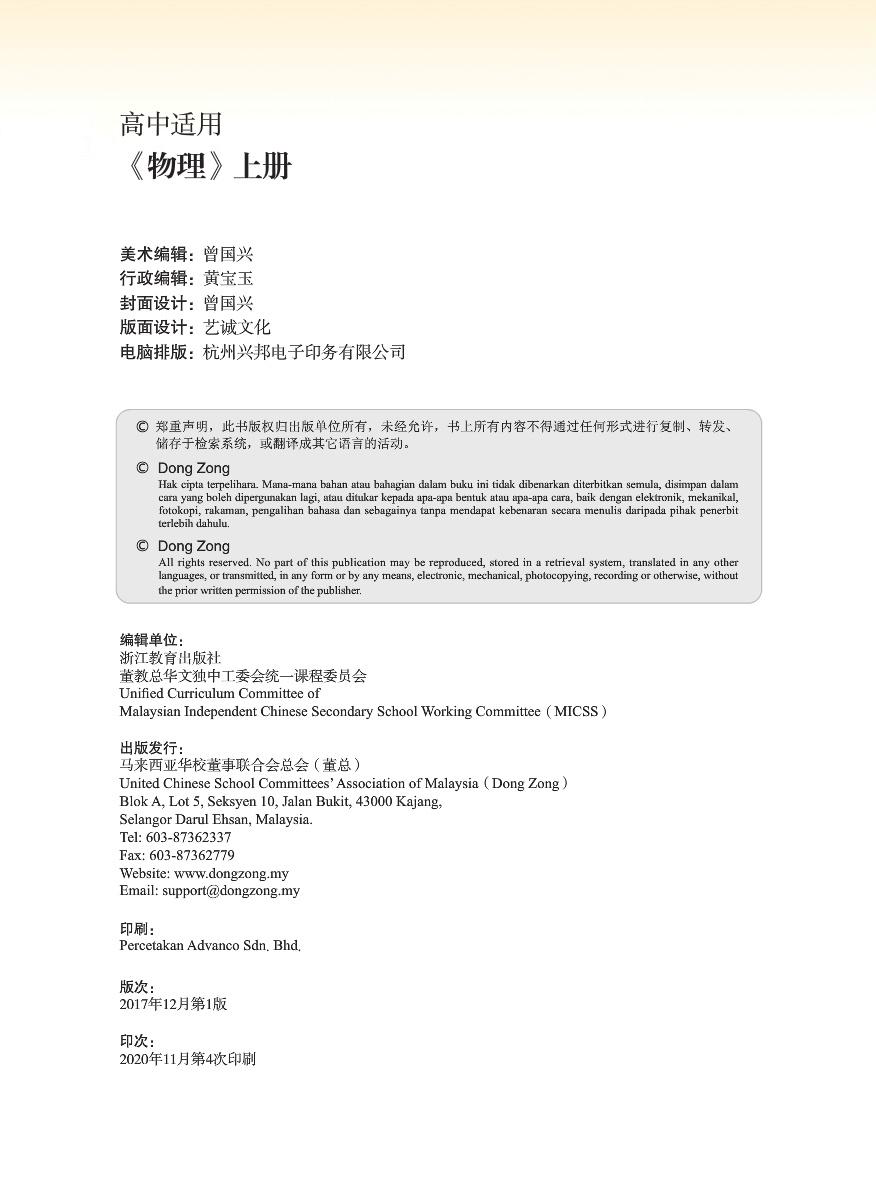 高中适用
《物理》上册
美术编辑：曾国兴
行政编辑：黄宝玉
封面设计：曾国兴
版面设计：艺诚文化
电脑排版：杭州兴邦电子印务有限公司
© 郑重声明，此书版权归出版单位所有，未经允许，书上所有内容不得通过任何形式进行复制、转发、
储存于检索系统，或翻译成其它语言的活动。
© Dong Zong
Hak cipta terpelihara. Mana-mana bahan atau bahagian dalam buku ini tidak dibenarkan diterbitkan semula, disimpan dalam
cara yang boleh dipergunakan lagi, atau ditukar kepada apa-apa bentuk atau apa-apa cara, baik dengan elektronik, mekanikal,
fotokopi, rakaman, pengalihan bahasa dan sebagainya tanpa mendapat kebenaran secara menulis daripada pihak penerbit
terlebih dahulu.
© Dong Zong
All rights reserved. No part of this publication may be reproduced, stored in a retrieval system, translated in any other
languages, or transmitted, in any form or by any means, electronic, mechanical, photocopying, recording or otherwise, without
the prior written permission of the publisher.
编辑单位：
浙江教育出版社
董教总华文独中工委会统一课程委员会
Unified Curriculum Committee of
Malaysian Independent Chinese Secondary School Working Committee（MICSS）
出版发行：
马来西亚华校董事联合会总会（董总）
United Chinese School Committees' Association of Malaysia（Dong Zong）
Blok A, Lot 5, Seksyen 10, Jalan Bukit, 43000 Kajang,
Selangor Darul Ehsan, Malaysia.
Tel: 603-87362337
Fax: 603-87362779
Website: www.dongzong.my
Email: support@dongzong.my
印刷：
Percetakan Advanco Sdn. Bhd.
版次：
2017年12月第1版
印次：
2020年11月第4次印刷